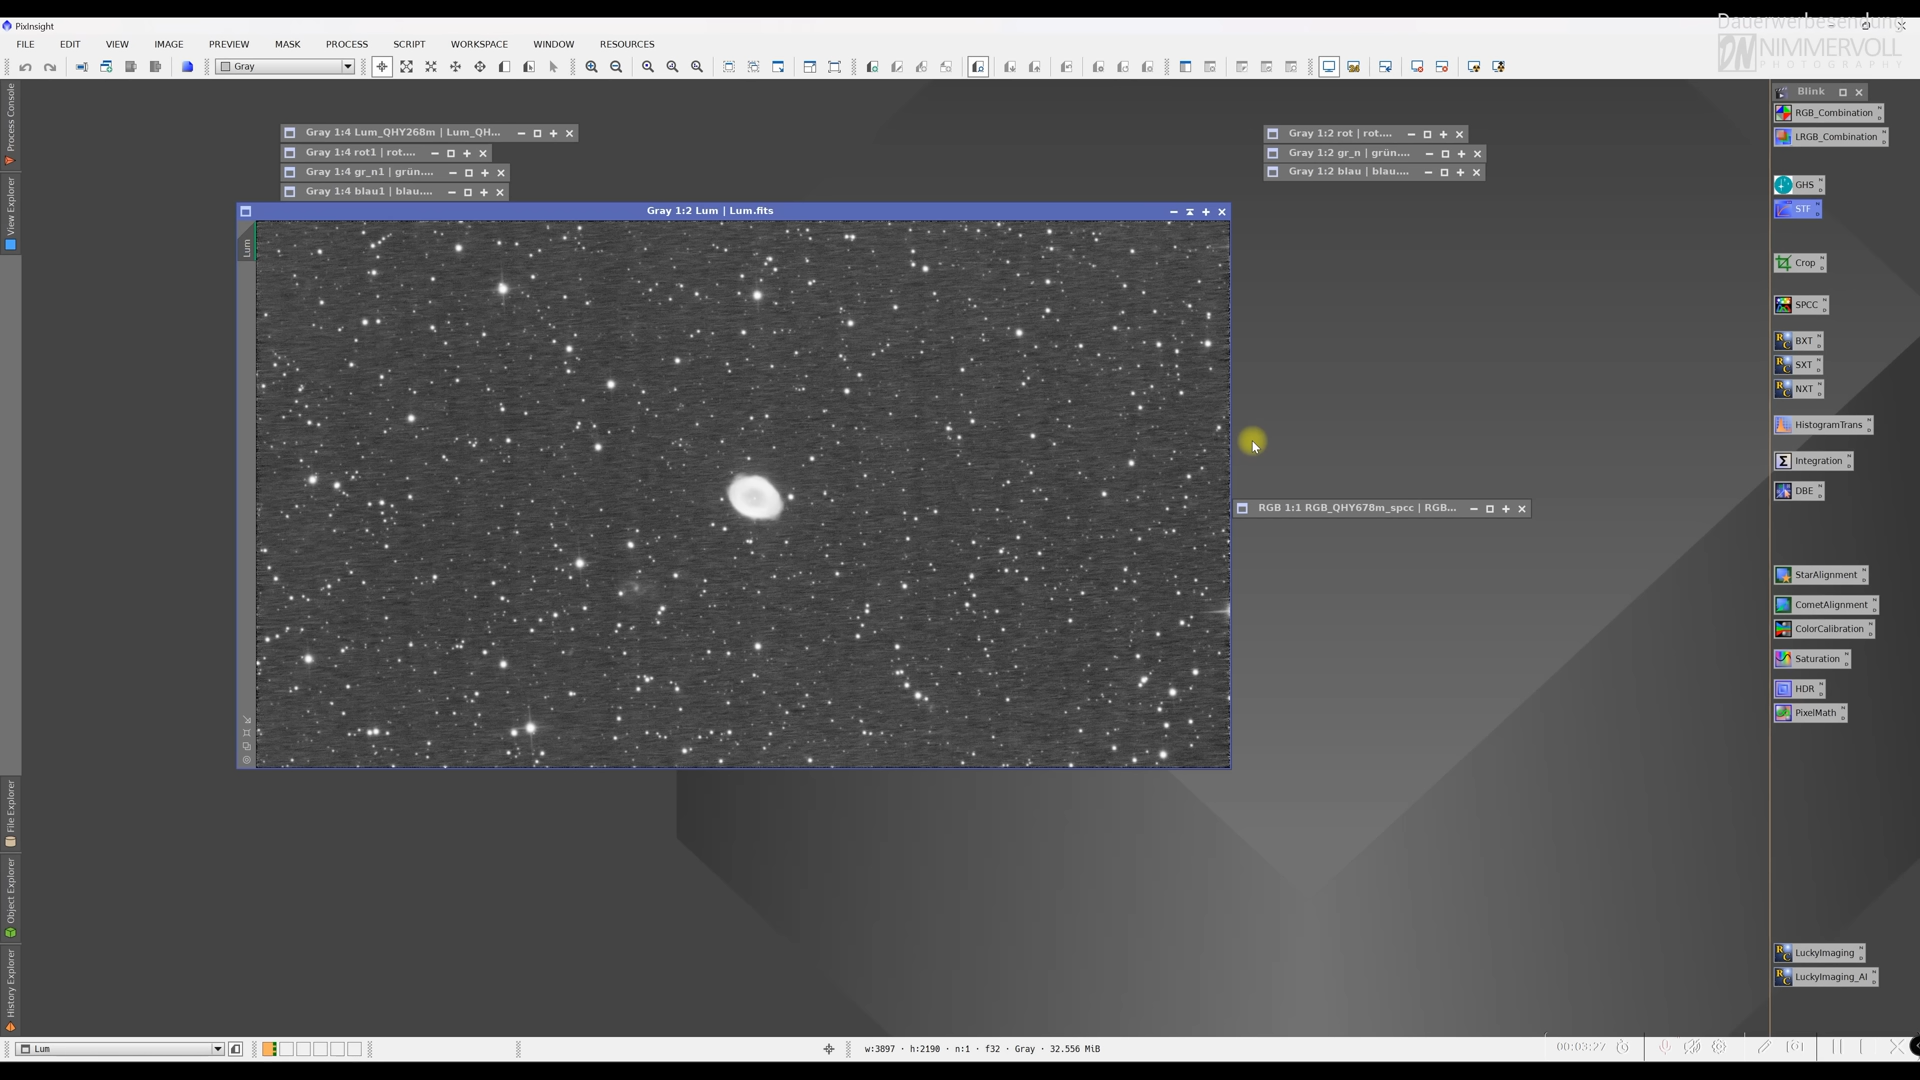 Dauerwerbesendung
PixInsight
FILE EDIT VIEW IMAGE PREVIEW MASK PROCESS SCRIPT WORKSPACE WINDOW RESOURCES
DN NIMMERVOLL
PHOTOGRAPHY
Gray
Process Console
View Explorer
File Explorer
Object Explorer
History Explorer
Gray 1:4 Lum_QHY268m | Lum_QH...
Gray 1:4 rot1 | rot....
Gray 1:4 gr_n1 | grün....
Gray 1:4 blau1 | blau....
Gray 1:2 rot | rot....
Gray 1:2 gr_n | grün....
Gray 1:2 blau | blau....
Gray 1:2 Lum | Lum.fits
Lum
RGB 1:1 RGB_QHY678m_spcc | RGB...
Blink
RGB_Combination
LRGB_Combination
GHS
STF
Crop
SPCC
BXT
SXT
NXT
HistogramTrans
Integration
DBE
StarAlignment
CometAlignment
ColorCalibration
Saturation
HDR
PixelMath
LuckyImaging
LuckyImaging_AI
Lum
w:3897 · h:2190 · n:1 · f32 · Gray · 32.556 MiB
00:03:27